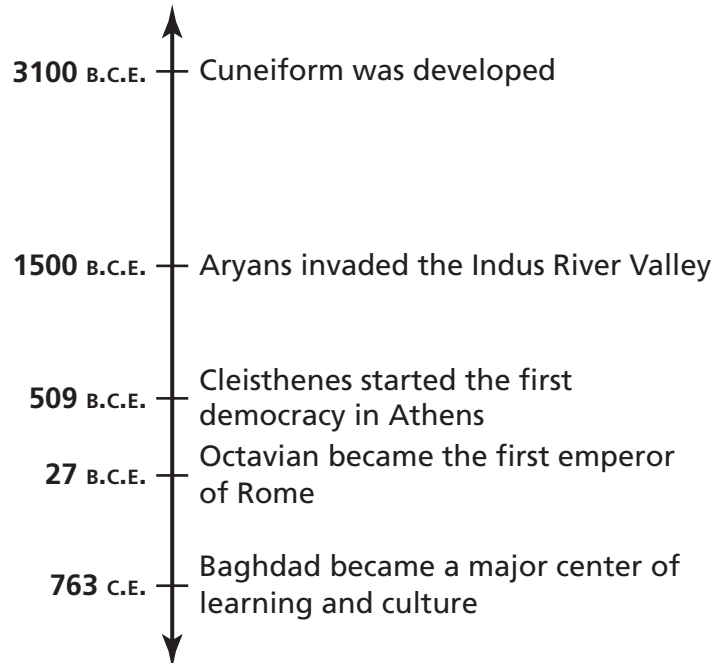 3100 B.C.E. Cuneiform was developed
1500 B.C.E. Aryans invaded the Indus River Valley
509 B.C.E. Cleisthenes started the first
democracy in Athens
27 B.C.E. Octavian became the first emperor
of Rome
763 C.E. Baghdad became a major center of
learning and culture